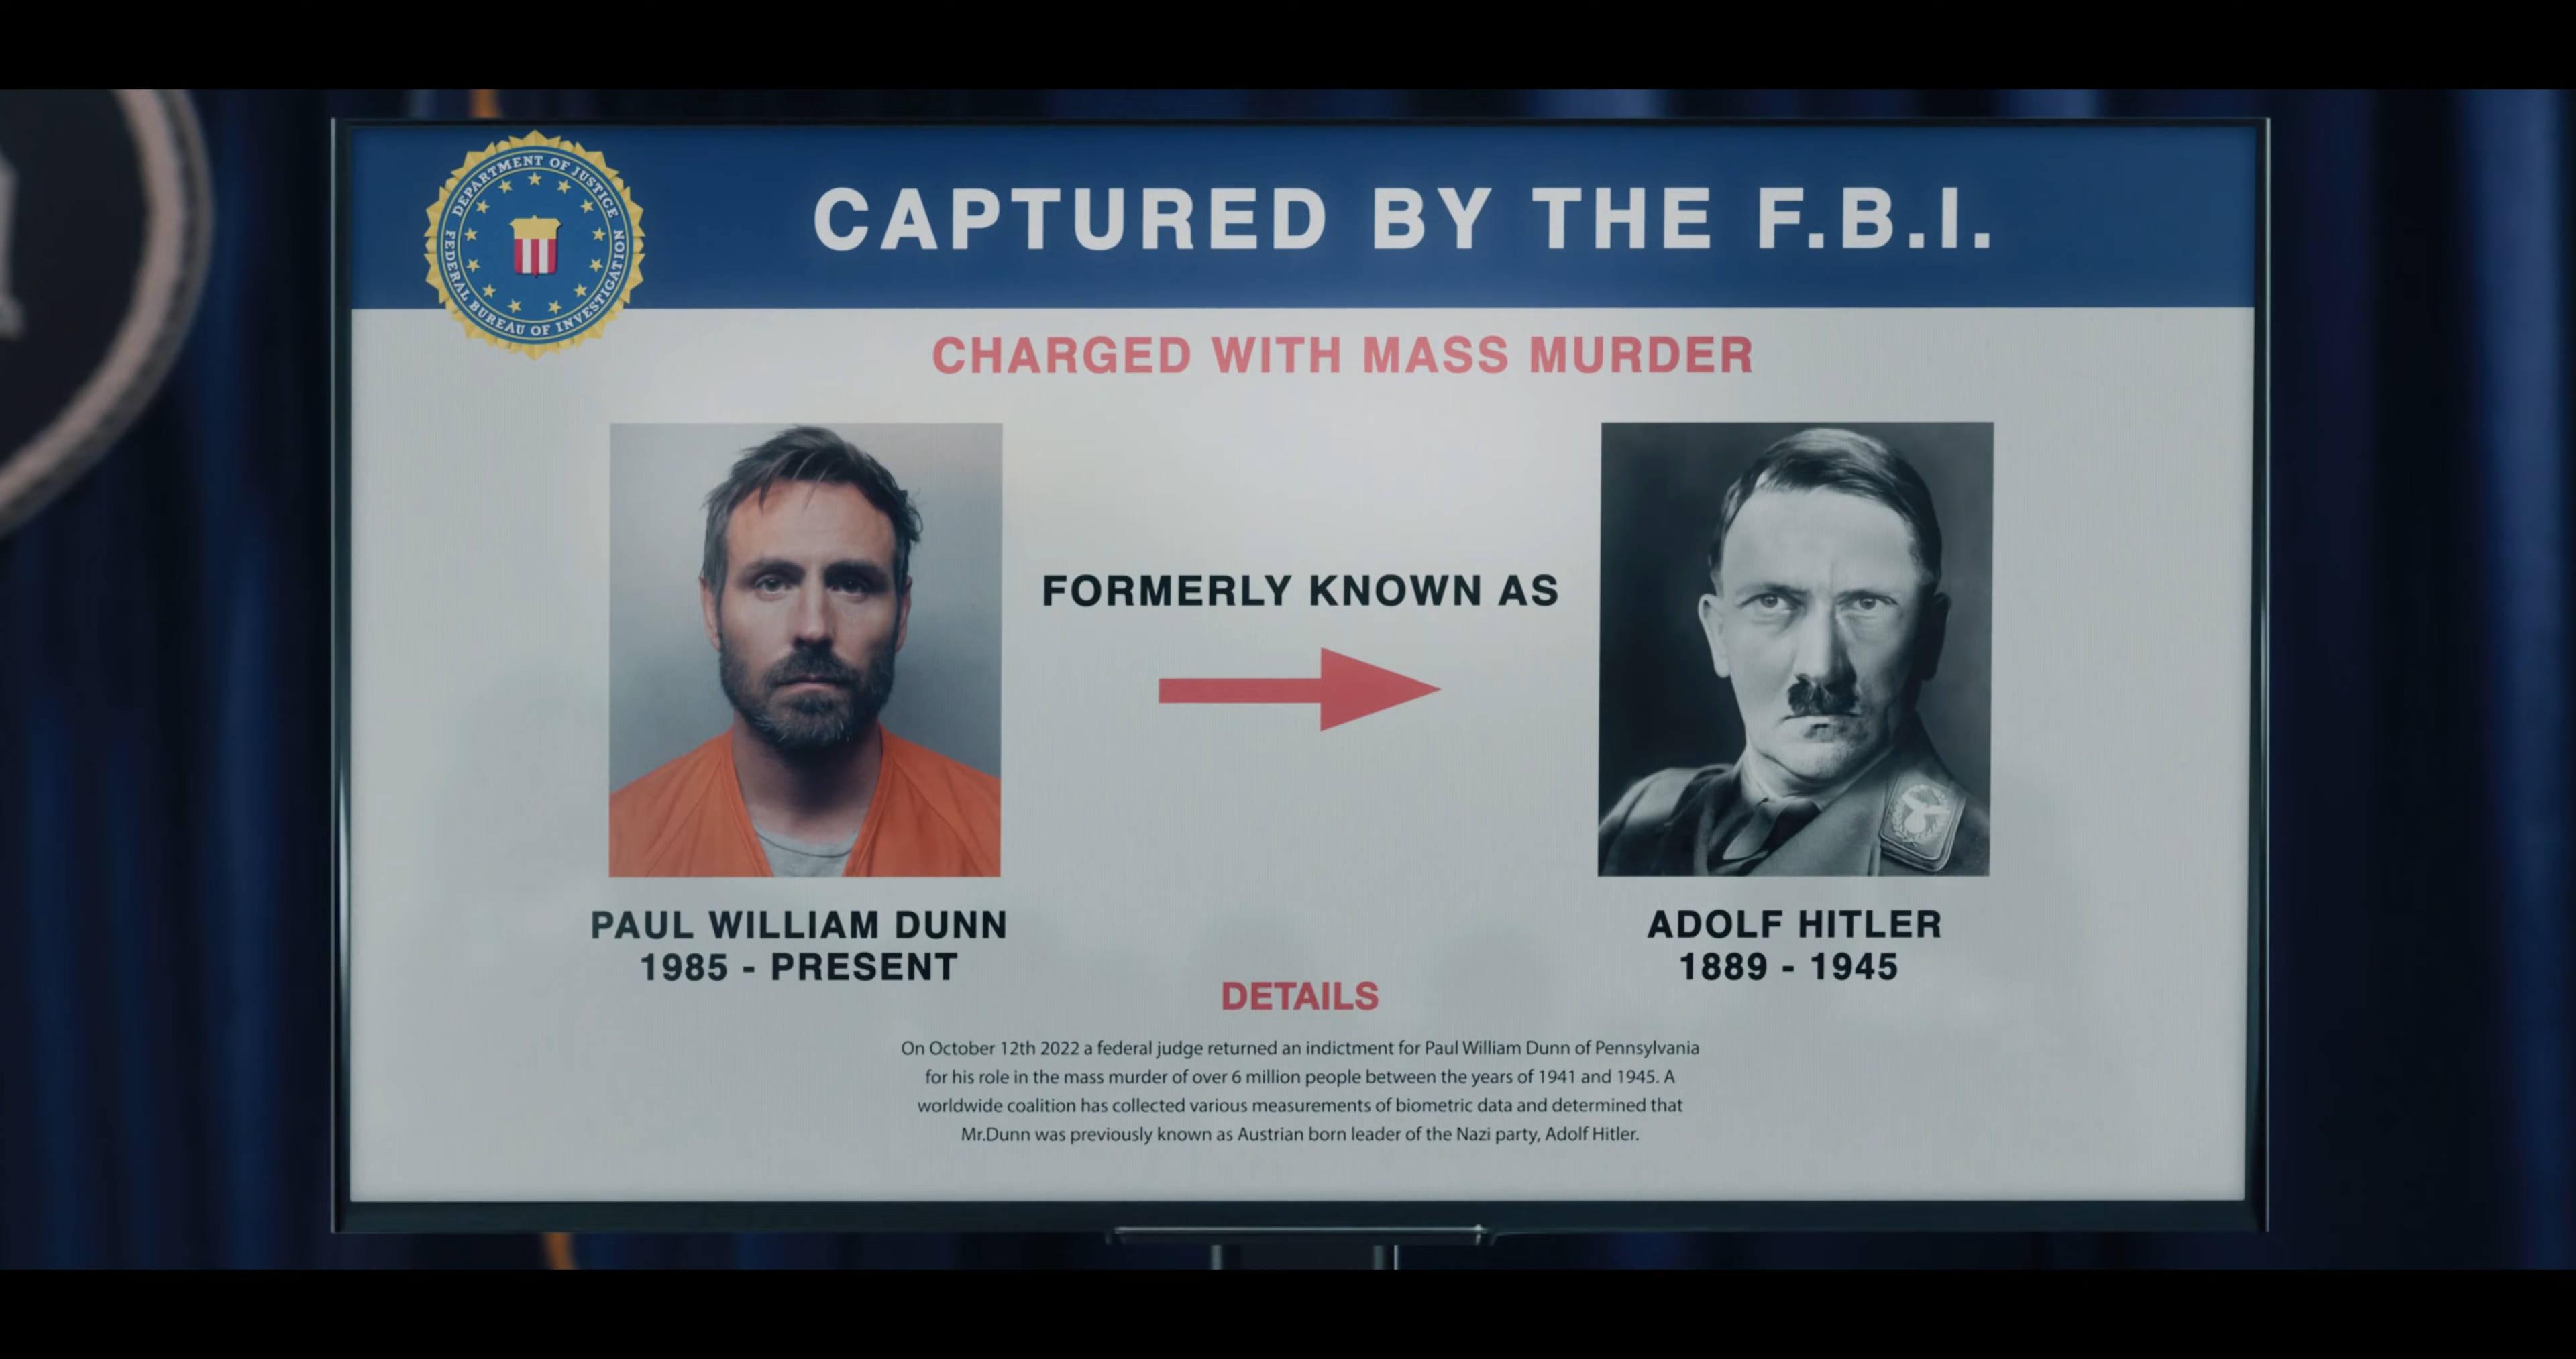 DEPARTMENT OF JUSTICE
FEDERAL BUREAU OF INVESTIGATION
CAPTURED BY THE F.B.I.
CHARGED WITH MASS MURDER
FORMERLY KNOWN AS
PAUL WILLIAM DUNN
1985 - PRESENT
ADOLF HITLER
1889 - 1945
DETAILS
On October 12th 2022 a federal judge returned an indictment for Paul William Dunn of Pennsylvania
for his role in the mass murder of over 6 million people between the years of 1941 and 1945. A
worldwide coalition has collected various measurements of biometric data and determined that
Mr.Dunn was previously known as Austrian born leader of the Nazi party, Adolf Hitler.